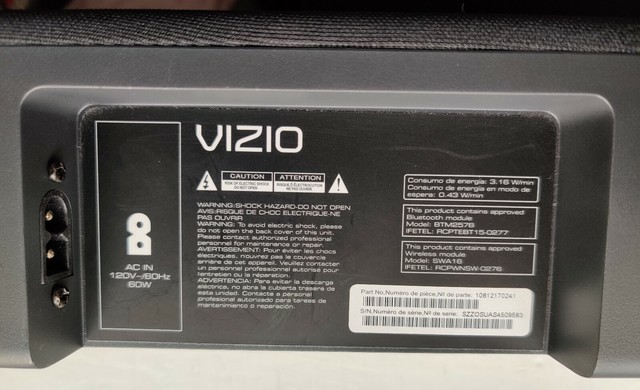 VIZIO
CAUTION
RISK OF ELECTRIC SHOCK
DO NOT OPEN
ATTENTION
RISQUE D ÉLECTRIC SHOCK
NE PAS OUVRIR
WARNING:SHOCK HAZARD-DO NOT OPEN
AVIS:RISQUE DE CHOC ELECTRIQUE-NE
PAS OUVRIR
WARNING: To avoid electric shock, please
do not open the back cover of this unit.
Please contact authorized professional
personnel for maintenance or repair.
AVERTISSEMENT: Pour éviter les chocs
électriques, n'ouvrez pas le couvercle
arrière de cet appareil. Veuillez contacter
un personnel professionnel autorisé pour
l'entretien ou la réparation.
ADVERTENCIA: Para evitar la descarga
eléctrica, no abra la cubierta trasera de
esta unidad. Contacte a personal
profesional autorizado para tareas de
mantenimiento o reparación.
AC IN
120V~/60Hz
60W
Consumo de energía: 3.16 W/min
Consumo de energía en modo de
espera: 0.43 W/min
This product contains approved
Bluetooth module:
Model: BTM257B
IFETEL: RCPTEBT15-0277
This product contains approved
Wireless module:
Model: SWA16
IFETEL: RCPWNSW-0276
Part No,Numéro de pièce,Nº de parte: 10812170241
S/N,Numéro de série,Nº de serie: SZZOSUAS4509583